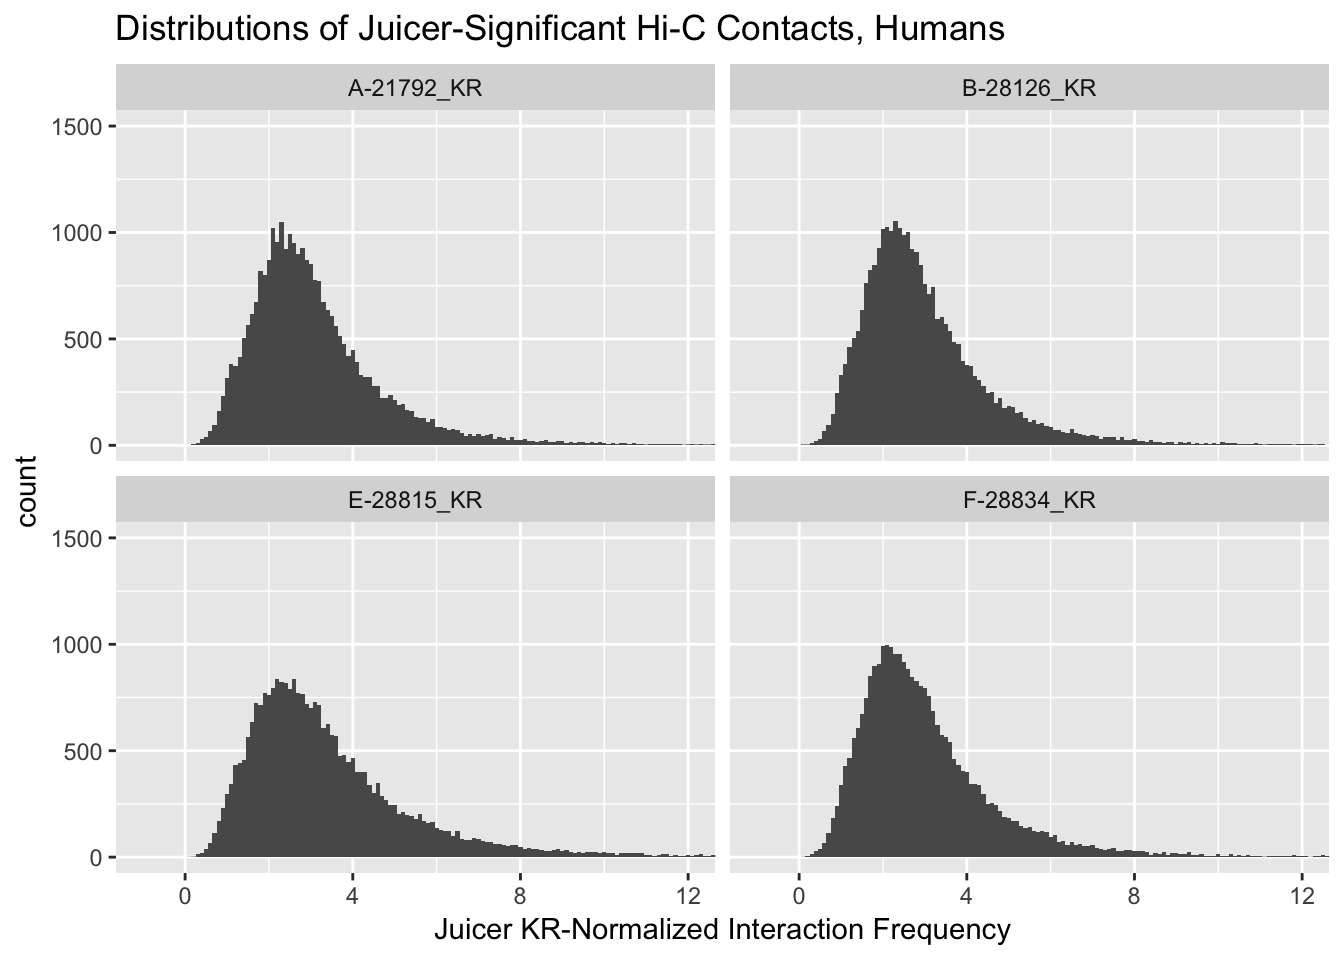 Distributions of Juicer-Significant Hi-C Contacts, Humans
A-21792_KR
B-28126_KR
1500
1000
500
0
count
E-28815_KR
F-28834_KR
1500
1000
500
0
0 4 8 12
0 4 8 12
Juicer KR-Normalized Interaction Frequency